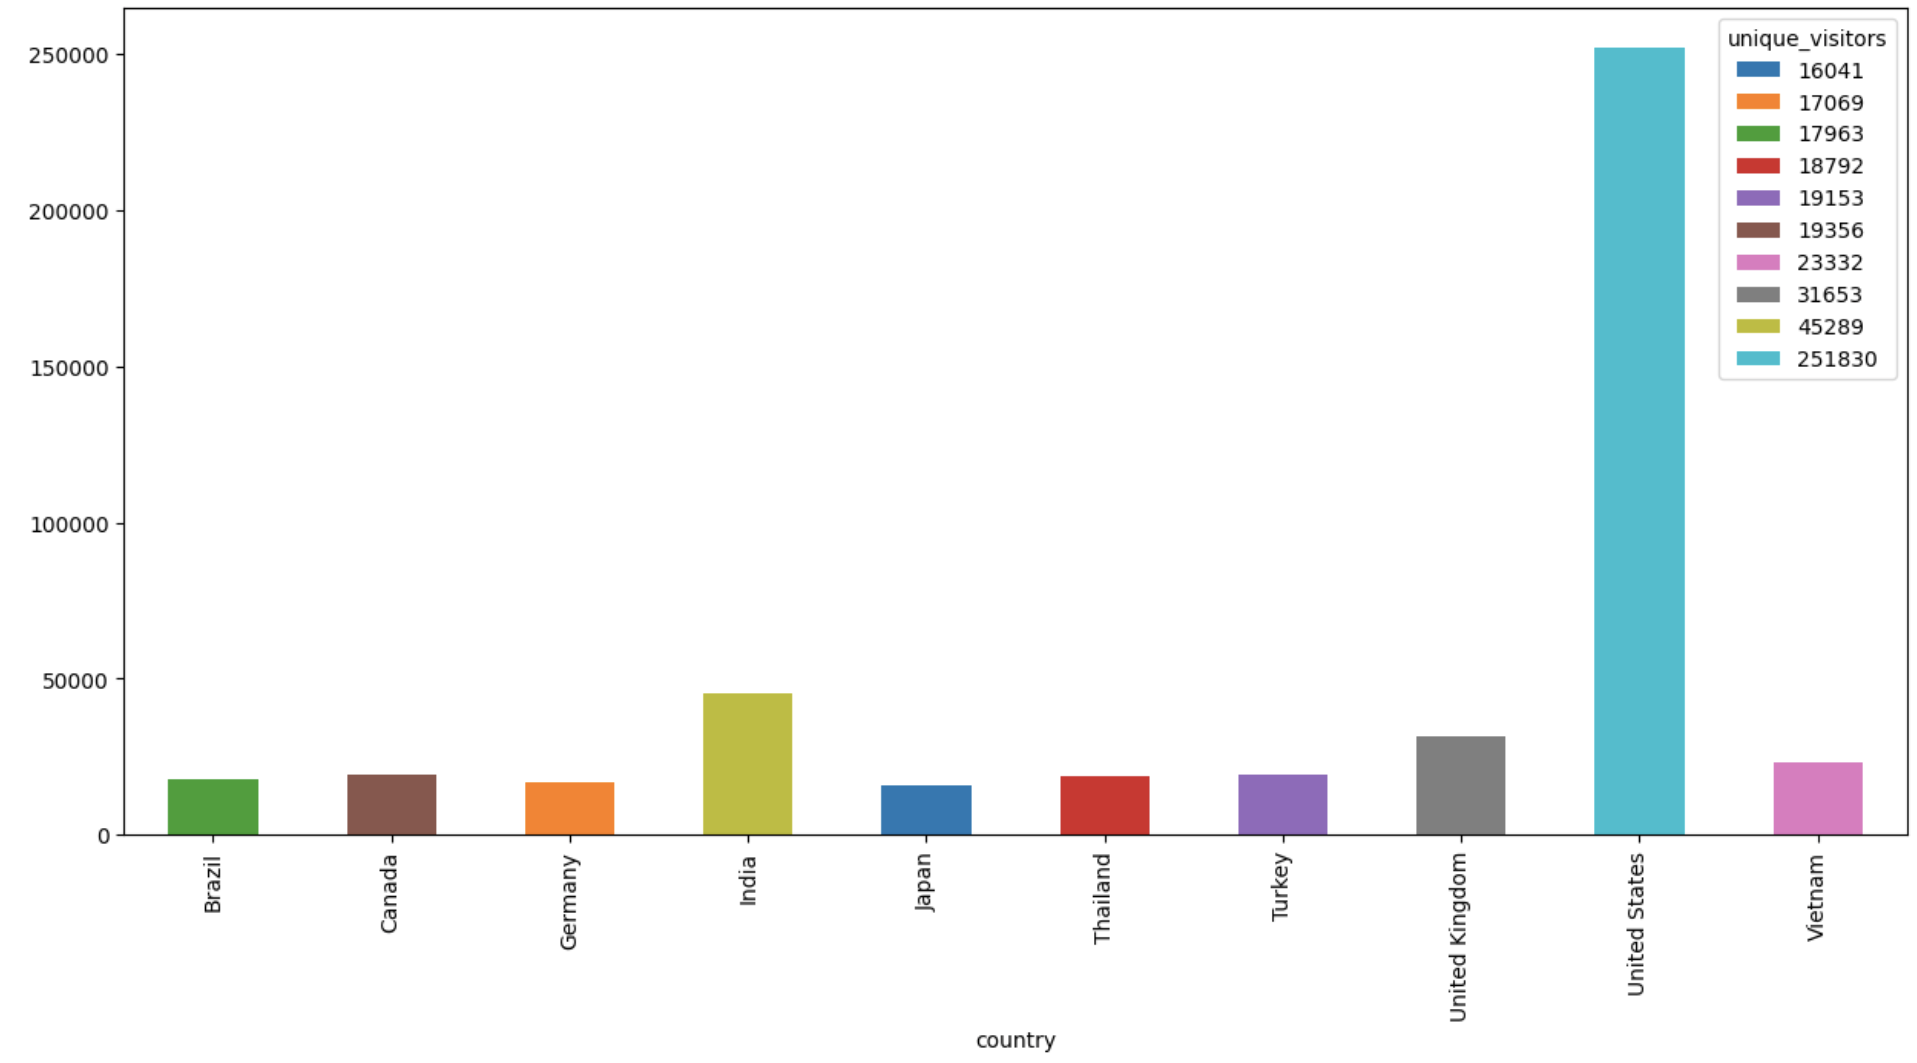 250000
200000
150000
100000
50000
0
unique_visitors
16041
17069
17963
18792
19153
19356
23332
31653
45289
251830
Brazil
Canada
Germany
India
Japan
Thailand
Turkey
United Kingdom
United States
Vietnam
country